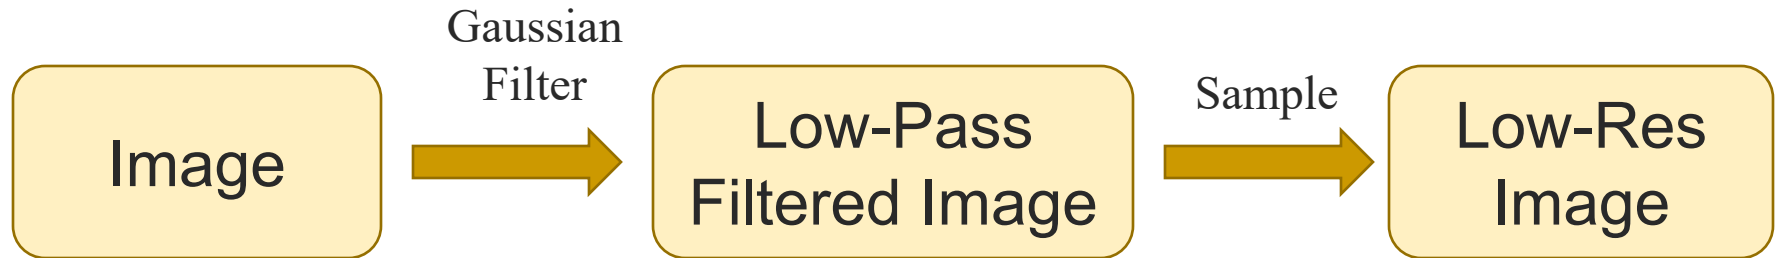 Image
Gaussian
Filter
Low-Pass
Filtered Image
Sample
Low-Res
Image